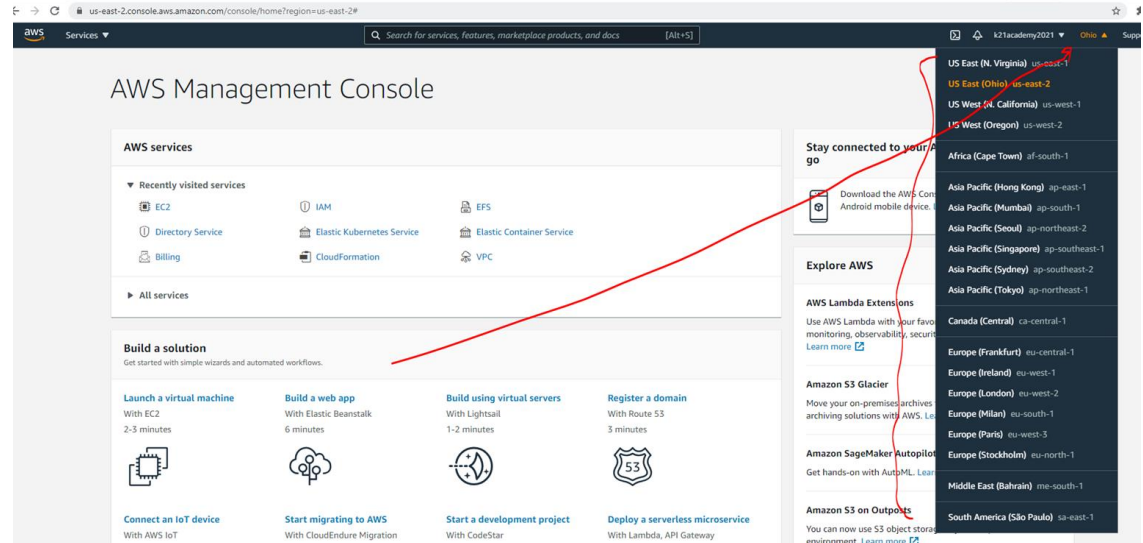 us-east-2.console.aws.amazon.com/console/home?region=us-east-2#
aws Services ▼ Search for services, features, marketplace products, and docs [Alt+S] k21academy2021 ▼ Ohio ▲
AWS Management Console
AWS services
▼ Recently visited services
EC2 IAM EFS
Directory Service Elastic Kubernetes Service Elastic Container Service
Billing CloudFormation VPC
▶ All services
Build a solution
Get started with simple wizards and automated workflows.
Launch a virtual machine
With EC2
2-3 minutes
Build a web app
With Elastic Beanstalk
6 minutes
Build using virtual servers
With Lightsail
1-2 minutes
Register a domain
With Route 53
3 minutes
53
Connect an IoT device
With AWS IoT
Start migrating to AWS
With CloudEndure Migration
Start a development project
With CodeStar
Deploy a serverless microservice
With Lambda, API Gateway
Stay connected to your
go
Download the AWS
Android mobile device.
Explore AWS
AWS Lambda Extensions
Use AWS Lambda with your
monitoring, observability,
Learn more
Amazon S3 Glacier
Move your on-premises archives
archiving solutions with AWS.
Amazon SageMaker Autopilot
Get hands-on with AutoML.
Amazon S3 on Outposts
You can now use S3 object
environment. Learn more
US East (N. Virginia) us-east-1
US East (Ohio) us-east-2
US West (N. California) us-west-1
US West (Oregon) us-west-2
Africa (Cape Town) af-south-1
Asia Pacific (Hong Kong) ap-east-1
Asia Pacific (Mumbai) ap-south-1
Asia Pacific (Seoul) ap-northeast-2
Asia Pacific (Singapore) ap-southeast-1
Asia Pacific (Sydney) ap-southeast-2
Asia Pacific (Tokyo) ap-northeast-1
Canada (Central) ca-central-1
Europe (Frankfurt) eu-central-1
Europe (Ireland) eu-west-1
Europe (London) eu-west-2
Europe (Milan) eu-south-1
Europe (Paris) eu-west-3
Europe (Stockholm) eu-north-1
Middle East (Bahrain) me-south-1
South America (São Paulo) sa-east-1